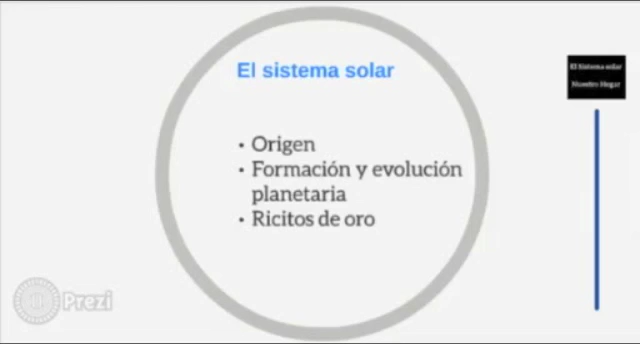 El sistema solar
• Origen
• Formación y evolución
planetaria
• Ricitos de oro
El Sistema solar
Nuestro Hogar
Prezi